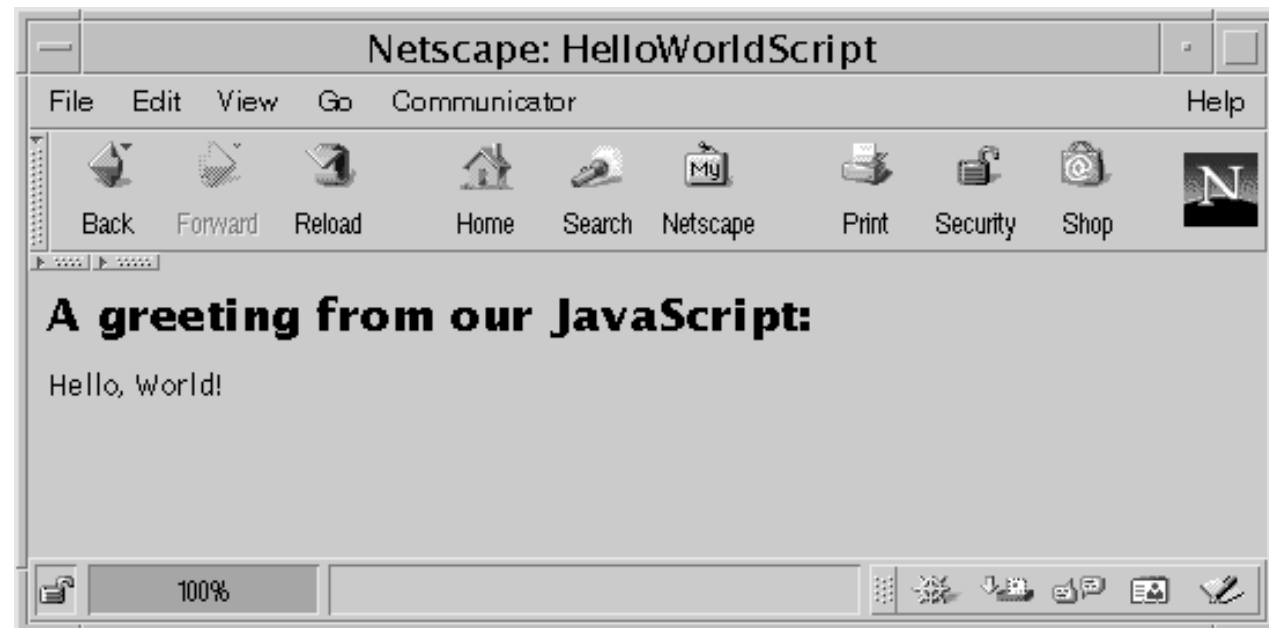 Netscape: HelloWorldScript
File Edit View Go Communicator Help
My N
Back Forward Reload Home Search Netscape Print Security Shop
A greeting from our JavaScript:
Hello, World!
100%